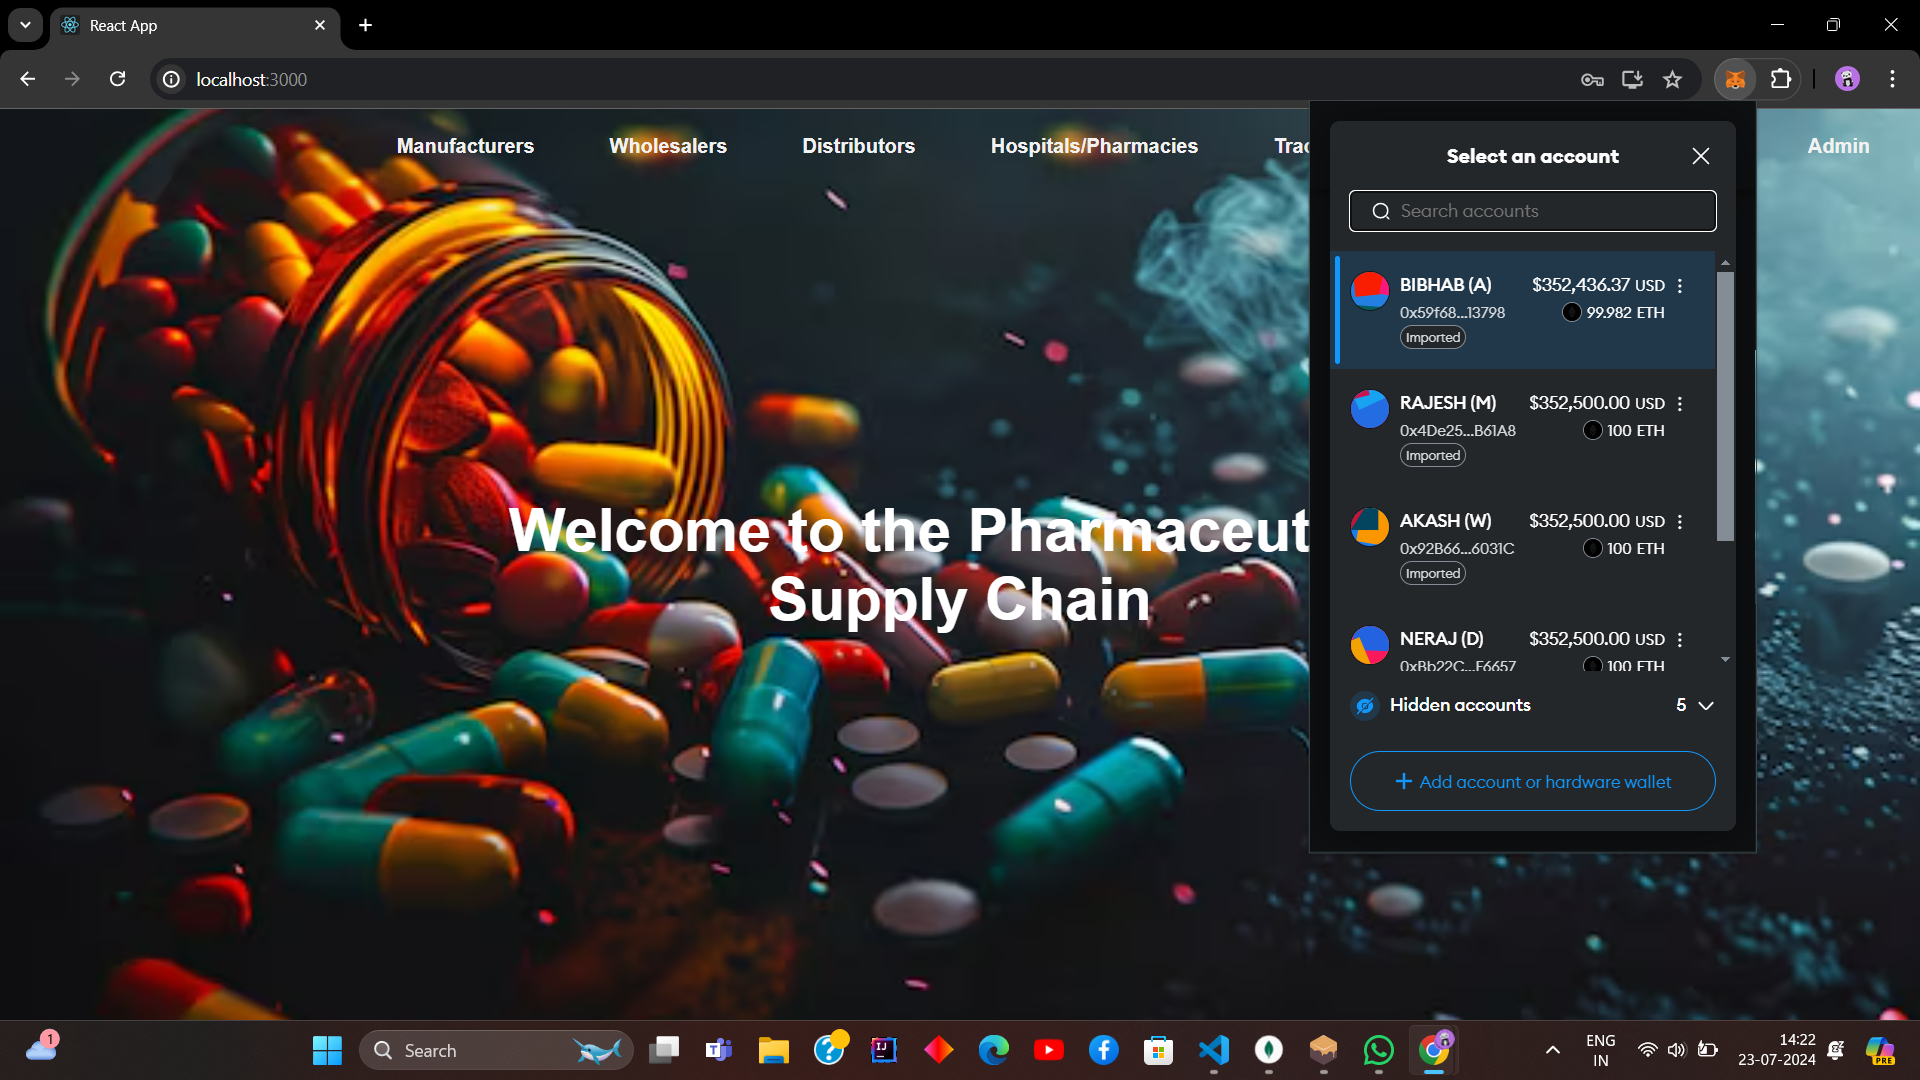 React App
localhost:3000
Manufacturers Wholesalers Distributors Hospitals/Pharmacies Trac Admin
Welcome to the Pharmaceut
Supply Chain
Select an account
Search accounts
BIBHAB (A) $352,436.37 USD
0x59f68...13798 99.982 ETH
Imported
RAJESH (M) $352,500.00 USD
0x4De25...B61A8 100 ETH
Imported
AKASH (W) $352,500.00 USD
0x92B66...6031C 100 ETH
Imported
NERAJ (D) $352,500.00 USD
0xBb22C...F6657 100 ETH
Hidden accounts 5
+ Add account or hardware wallet
1
Search
IJ
PRE
ENG
IN
14:22
23-07-2024